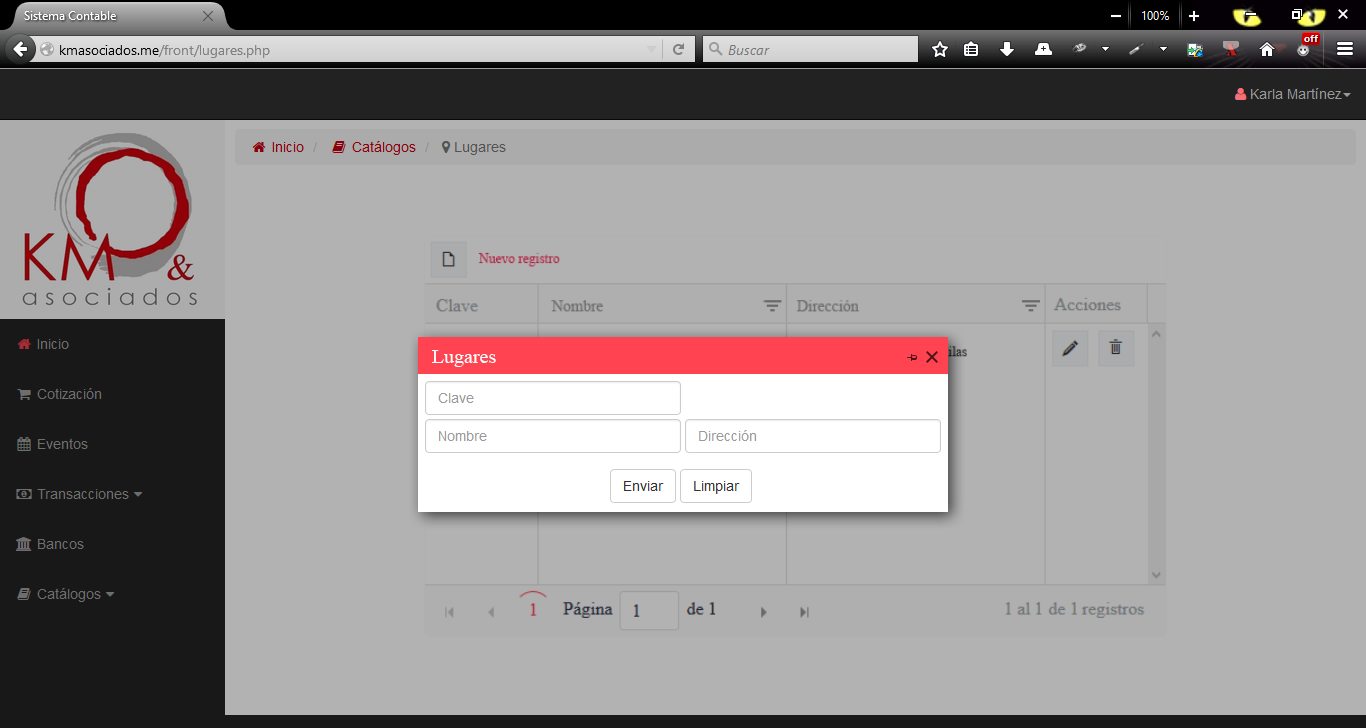 Sistema Contable
100%
kmasociados.me/front/lugares.php
Buscar
off
Karla Martínez
KM &
asociados
Inicio / Catálogos / Lugares
Inicio
Cotización
Eventos
Transacciones
Bancos
Catálogos
Nuevo registro
Clave Nombre Dirección Acciones
Lugares
Clave
Nombre Dirección
Enviar Limpiar
1 Página 1 de 1 1 al 1 de 1 registros